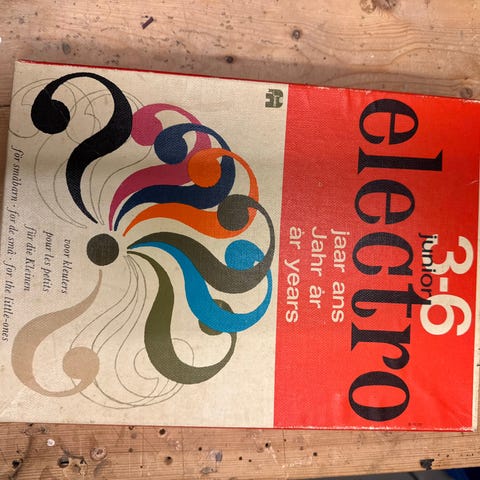 electro
junior
3-6
jaar ans
Jahr år
år years
voor kleuters
pour les petits
für die Kleinen
för småbarn · for de små · for the little-ones